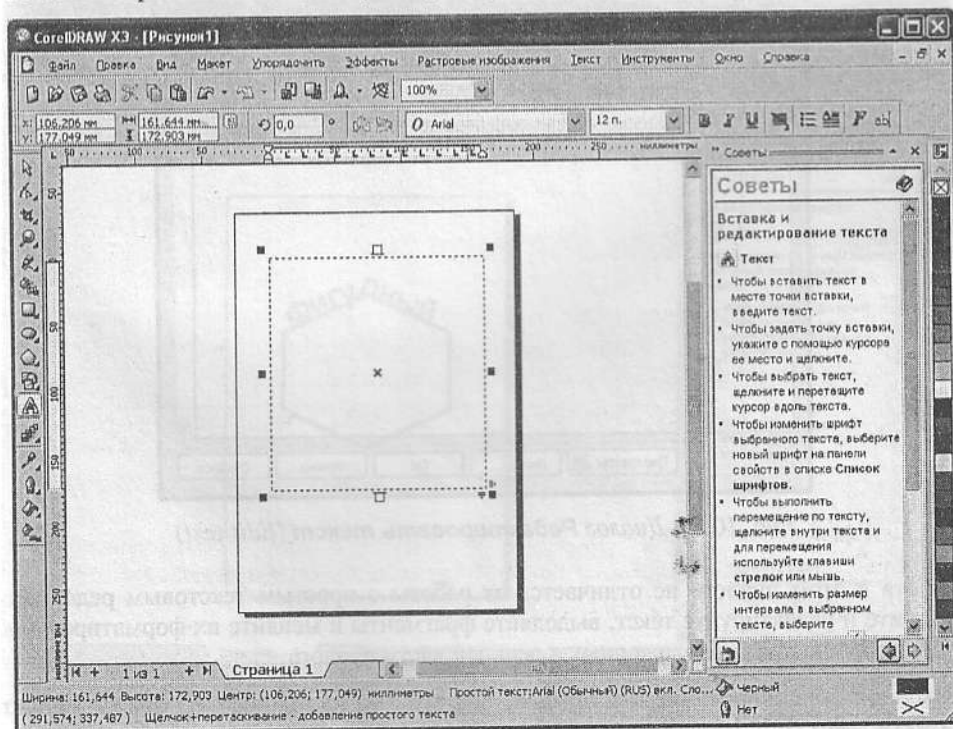 CorelDRAW X3 - [Рисунок1]
Файл Правка Вид Макет Упорядочить Эффекты Растровые изображения Текст Инструменты Окно Справка
100%
x: 106,206 мм 161,644 мм 0,0 ° O Arial 12 п.
y: 177,049 мм 172,903 мм
50 100 50 200 250 миллиметры
Советы
Советы
Вставка и
редактирование текста
Текст
• Чтобы вставить текст в
месте точки вставки,
введите текст.
• Чтобы задать точку вставки,
укажите с помощью курсора
ее место и щелкните.
• Чтобы выбрать текст,
щелкните и перетащите
курсор вдоль текста.
• Чтобы изменить шрифт
выбранного текста, выберите
новый шрифт на панели
свойств в списке Список
шрифтов.
• Чтобы выполнить
перемещение по тексту,
щелкните внутри текста и
для перемещения
используйте клавиши
стрелок или мышь.
• Чтобы изменить размер
интервала в выбранном
тексте, выберите
1 из 1 Страница 1
Ширина: 161,644 Высота: 172,903 Центр: (106,206; 177,049) миллиметры Простой текст:Arial (Обычный) (RUS) вкл. Сло... Черный
( 291,574; 337,487 ) Щелчок+перетаскивание - добавление простого текста Нет